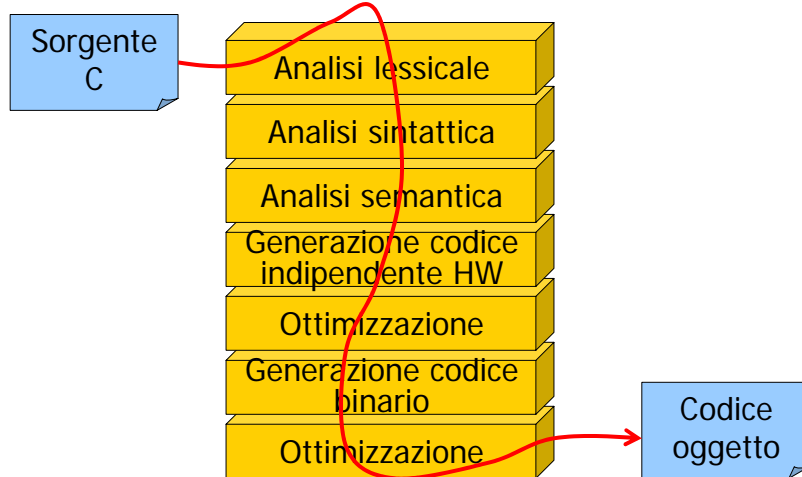 Sorgente
C
Analisi lessicale
Analisi sintattica
Analisi semantica
Generazione codice
indipendente HW
Ottimizzazione
Generazione codice
binario
Ottimizzazione
Codice
oggetto